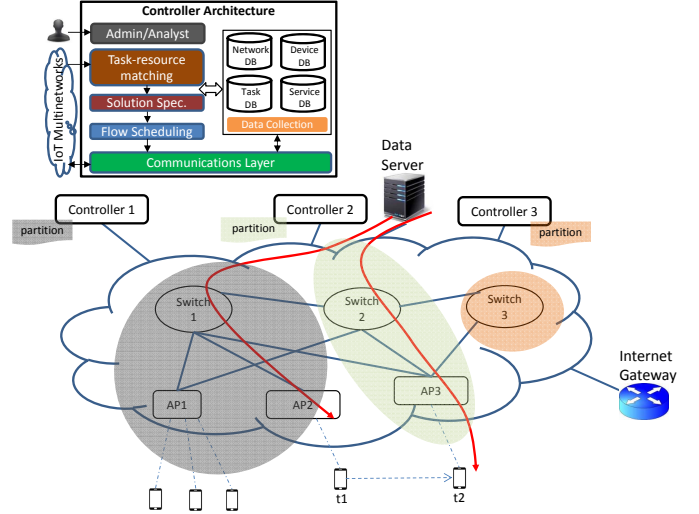 Controller Architecture
Admin/Analyst
Task-resource
matching
Solution Spec.
Flow Scheduling
Communications Layer
Network
DB
Device
DB
Task
DB
Service
DB
Data Collection
IoT Multinetworks
Data
Server
Controller 1
Controller 2
Controller 3
partition
partition
partition
Switch
1
Switch
2
Switch
3
Internet
Gateway
AP1
AP2
AP3
t1
t2